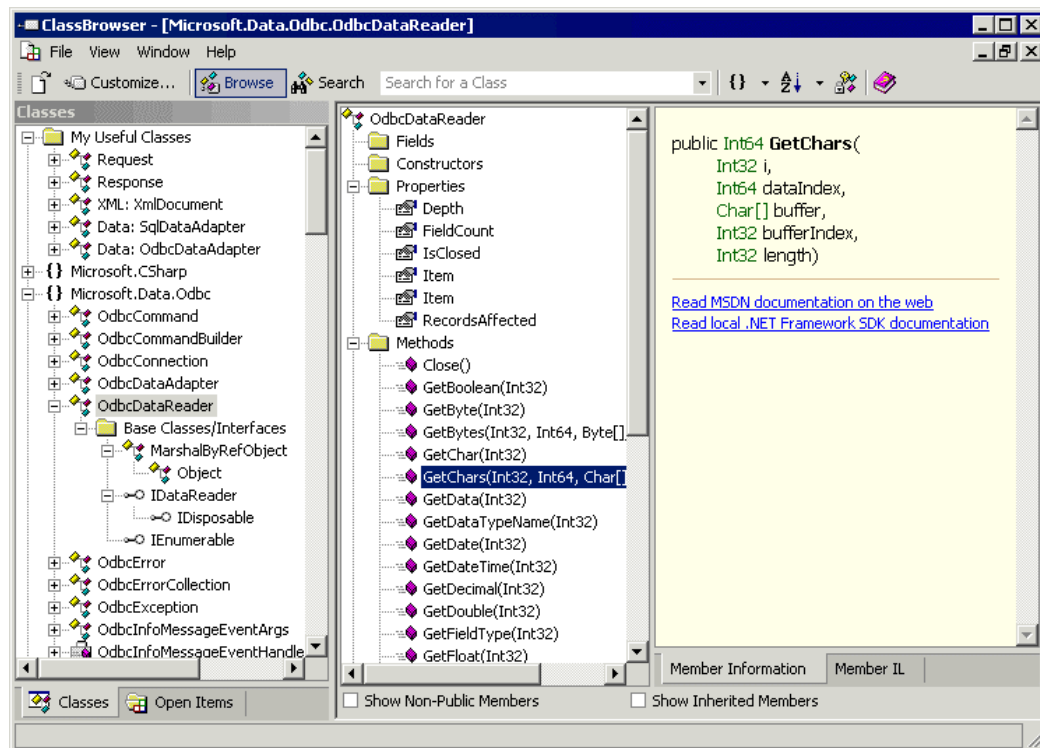 ClassBrowser - [Microsoft.Data.Odbc.OdbcDataReader]
File View Window Help
Customize... Browse Search Search for a Class {} A Z
Classes
My Useful Classes
Request
Response
XML: XmlDocument
Data: SqlDataAdapter
Data: OdbcDataAdapter
{} Microsoft.CSharp
{} Microsoft.Data.Odbc
OdbcCommand
OdbcCommandBuilder
OdbcConnection
OdbcDataAdapter
OdbcDataReader
Base Classes/Interfaces
MarshalByRefObject
Object
IDataReader
IDisposable
IEnumerable
OdbcError
OdbcErrorCollection
OdbcException
OdbcInfoMessageEventArgs
OdbcInfoMessageEventHandle
Classes Open Items
OdbcDataReader
Fields
Constructors
Properties
Depth
FieldCount
IsClosed
Item
Item
RecordsAffected
Methods
Close()
GetBoolean(Int32)
GetByte(Int32)
GetBytes(Int32, Int64, Byte[]
GetChar(Int32)
GetChars(Int32, Int64, Char[]
GetData(Int32)
GetDataTypeName(Int32)
GetDate(Int32)
GetDateTime(Int32)
GetDecimal(Int32)
GetDouble(Int32)
GetFieldType(Int32)
GetFloat(Int32)
Show Non-Public Members
public Int64 GetChars(
Int32 i,
Int64 dataIndex,
Char[] buffer,
Int32 bufferIndex,
Int32 length)
Read MSDN documentation on the web
Read local .NET Framework SDK documentation
Member Information Member IL
Show Inherited Members